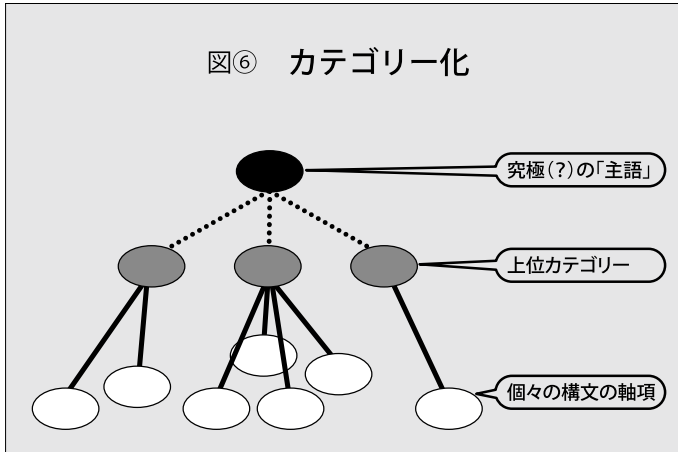 図⑥ カテゴリー化
究極(?)の「主語」
上位カテゴリー
個々の構文の軸項